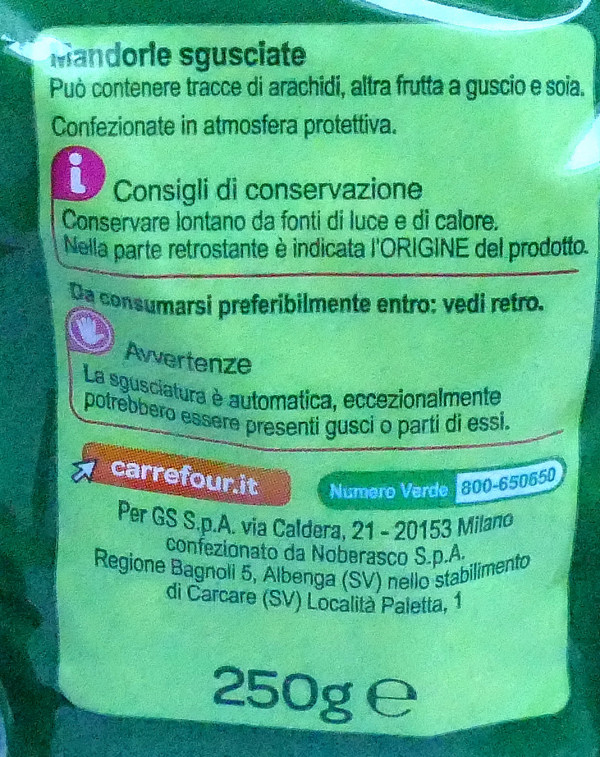 Mandorle sgusciate
Può contenere tracce di arachidi, altra frutta a guscio e soia.
Confezionate in atmosfera protettiva.
i
Consigli di conservazione
Conservare lontano da fonti di luce e di calore.
Nella parte retrostante è indicata l'ORIGINE del prodotto.
Da consumarsi preferibilmente entro: vedi retro.
Avvertenze
La sgusciatura è automatica, eccezionalmente
potrebbero essere presenti gusci o parti di essi.
carrefour.it
Numero Verde 800-650650
Per GS S.p.A. via Caldera, 21 - 20153 Milano
confezionato da Noberasco S.p.A.
Regione Bagnoli 5, Albenga (SV) nello stabilimento
di Carcare (SV) Località Paletta, 1
250g e